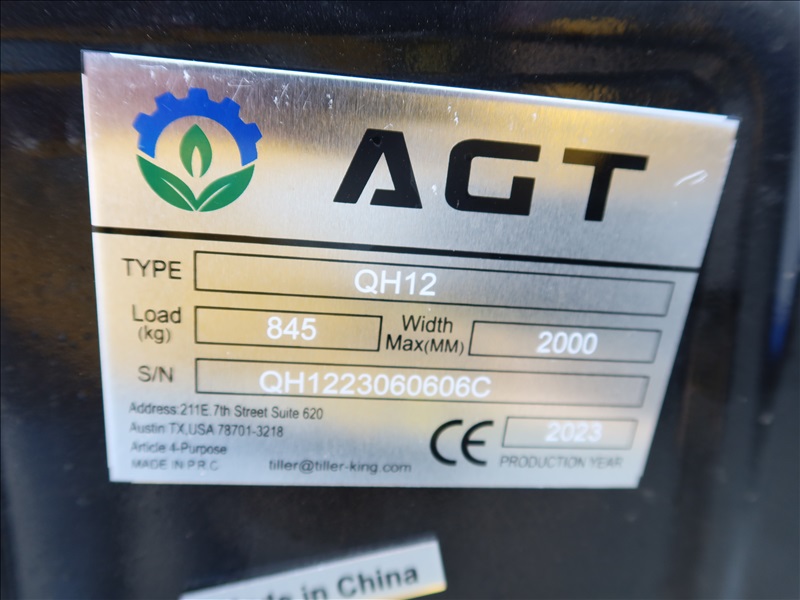 AGT
TYPE QH12
Load (kg) 845 Width Max(MM) 2000
S/N QH1223060606C
Address:211E.7th Street Suite 620
Austin TX,USA 78701-3218
Article 4-Purpose
MADE IN P.R.C
tiller@tiller-king.com
CE 2023
PRODUCTION YEAR
in China